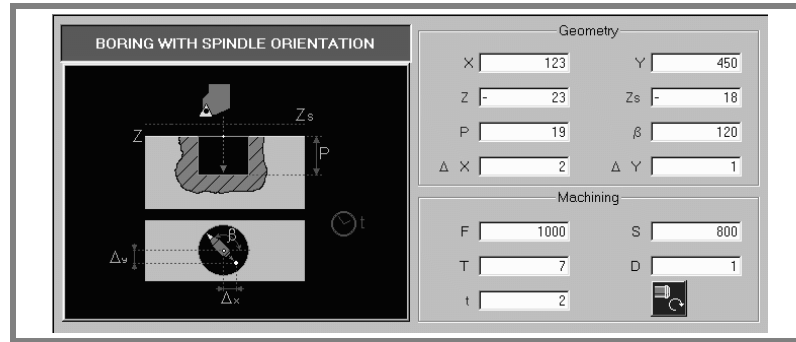 BORING WITH SPINDLE ORIENTATION
Zs
Z
P
t
β
Δy
Δx
Geometry
X 123 Y 450
Z - 23 Zs - 18
P 19 β 120
Δ X 2 Δ Y 1
Machining
F 1000 S 800
T 7 D 1
t 2